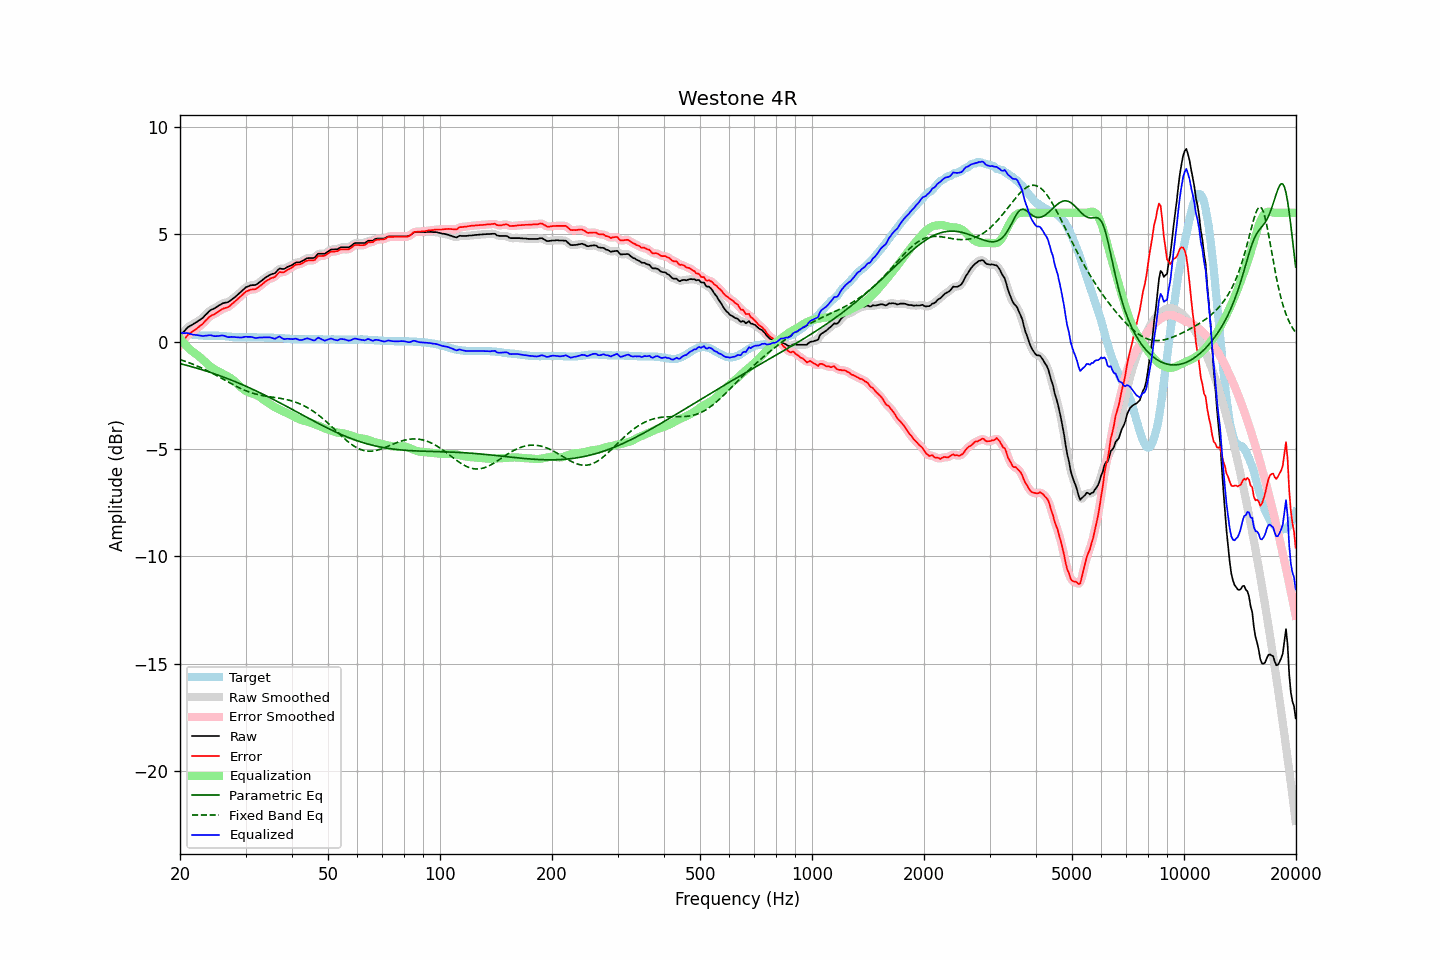 Westone 4R
Amplitude (dBr)
10
5
0
−5
−10
−15
−20
Target
Raw Smoothed
Error Smoothed
Raw
Error
Equalization
Parametric Eq
Fixed Band Eq
Equalized
20 50 100 200 500 1000 2000 5000 10000 20000
Frequency (Hz)